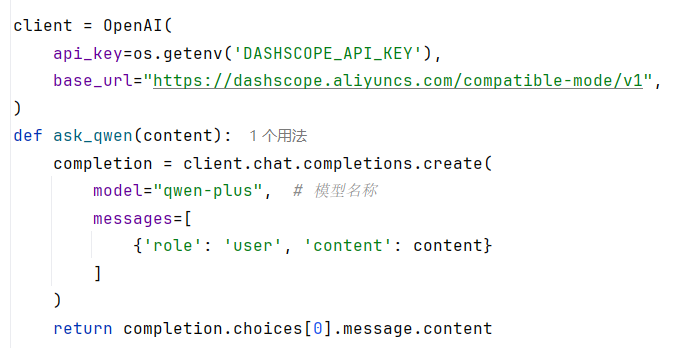 client = OpenAI(
    api_key=os.getenv('DASHSCOPE_API_KEY'),
    base_url="https://dashscope.aliyuncs.com/compatible-mode/v1",
)
def ask_qwen(content):  1 个用法
    completion = client.chat.completions.create(
        model="qwen-plus",  # 模型名称
        messages=[
            {'role': 'user', 'content': content}
        ]
    )
    return completion.choices[0].message.content